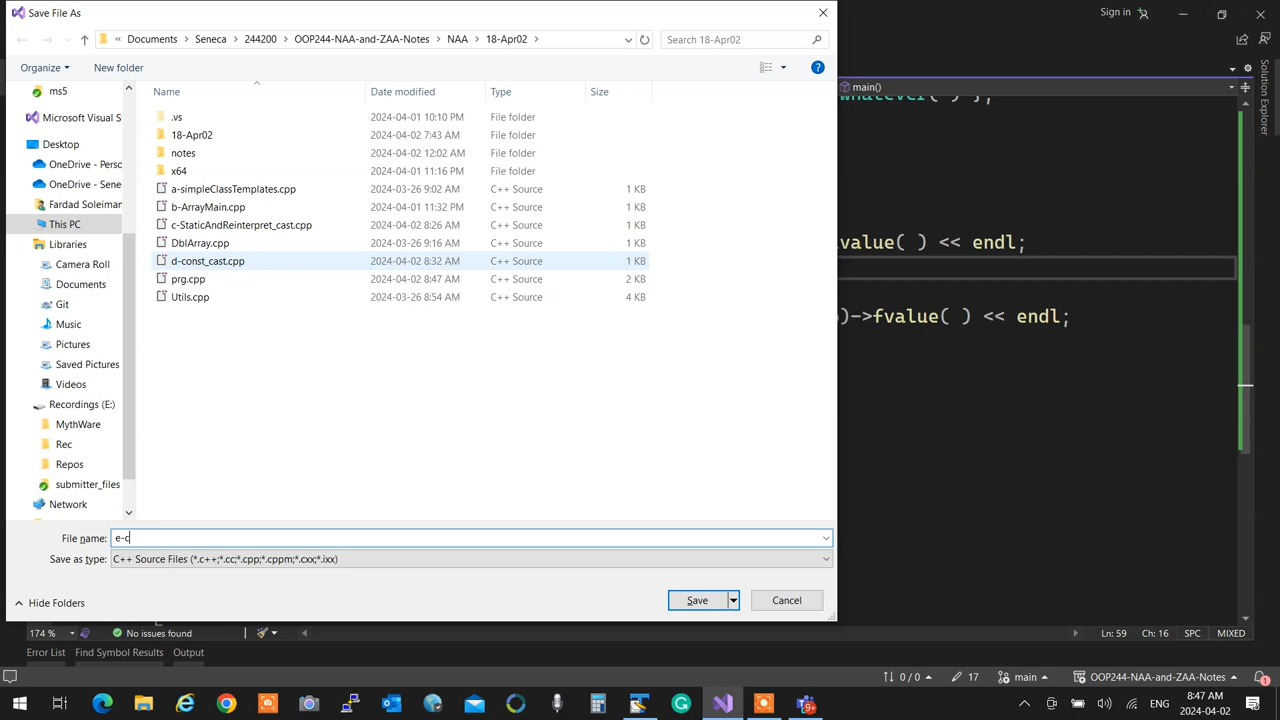 Save File As
Sign in
« Documents > Seneca > 244200 > OOP244-NAA-and-ZAA-Notes > NAA > 18-Apr02 >
Search 18-Apr02
Organize
New folder
main()
Name Date modified Type Size
ms5
Microsoft Visual S
Desktop
OneDrive - Perso
OneDrive - Sene
Fardad Soleiman
This PC
Libraries
Camera Roll
Documents
Git
Music
Pictures
Saved Pictures
Videos
Recordings (E:)
MythWare
Rec
Repos
submitter_files
Network
.vs 2024-04-01 10:10 PM File folder
18-Apr02 2024-04-02 7:43 AM File folder
notes 2024-04-02 12:02 AM File folder
x64 2024-04-01 11:16 PM File folder
a-simpleClassTemplates.cpp 2024-03-26 9:02 AM C++ Source 1 KB
b-ArrayMain.cpp 2024-04-01 11:32 PM C++ Source 1 KB
c-StaticAndReinterpret_cast.cpp 2024-04-02 8:26 AM C++ Source 1 KB
DblArray.cpp 2024-03-26 9:16 AM C++ Source 1 KB
d-const_cast.cpp 2024-04-02 8:32 AM C++ Source 1 KB
prg.cpp 2024-04-02 8:47 AM C++ Source 2 KB
Utils.cpp 2024-03-26 8:54 AM C++ Source 4 KB
whatever( ) };
value( ) << endl;
)->fvalue( ) << endl;
Solution Explorer
File name: e-c
Save as type: C++ Source Files (*.c++;*.cc;*.cpp;*.cppm;*.cxx;*.ixx)
Hide Folders
Save
Cancel
174 % No issues found Ln: 59 Ch: 16 SPC MIXED
Error List Find Symbol Results Output
0 / 0 17 main OOP244-NAA-and-ZAA-Notes 1
ENG 8:47 AM
2024-04-02